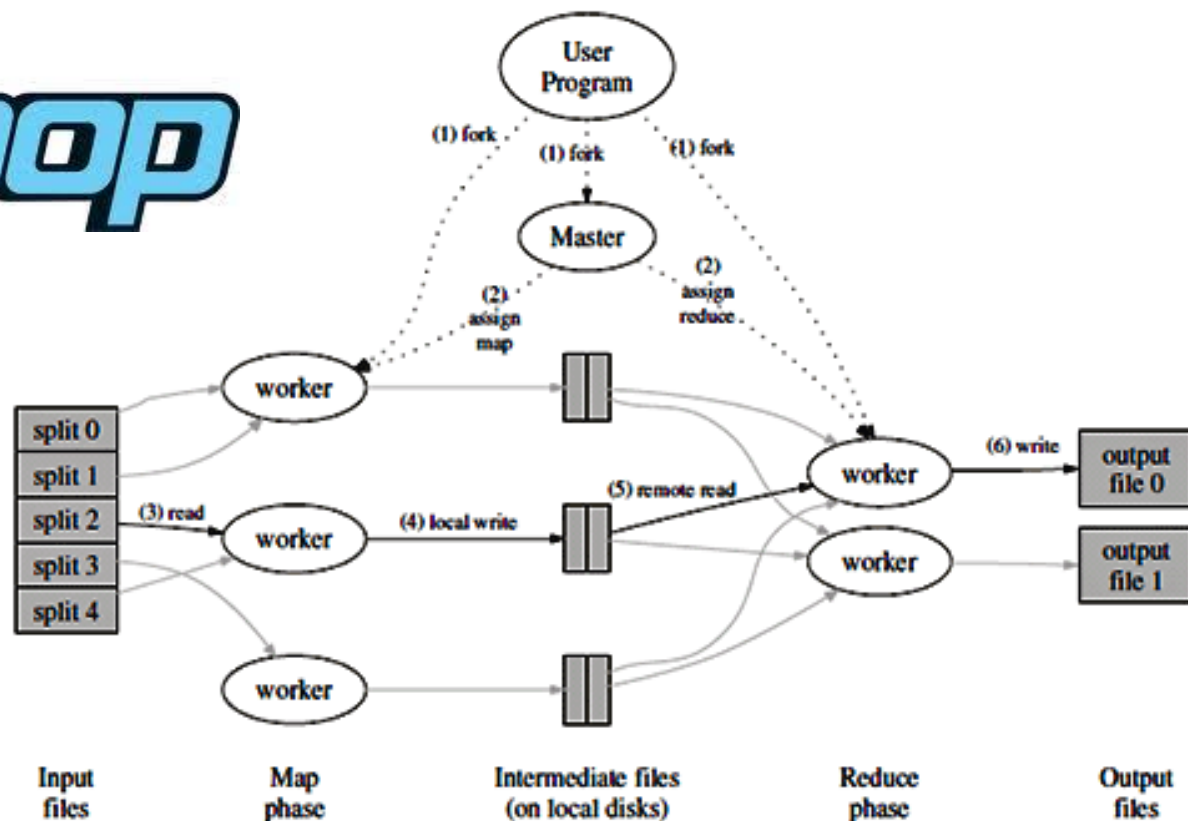 oop
User
Program
(1) fork
(1) fork
(1) fork
Master
(2)
assign
map
(2)
assign
reduce
worker
split 0
split 1
split 2
split 3
split 4
(3) read
worker
(4) local write
worker
(5) remote read
worker
(6) write
worker
output
file 0
output
file 1
Input
files
Map
phase
Intermediate files
(on local disks)
Reduce
phase
Output
files